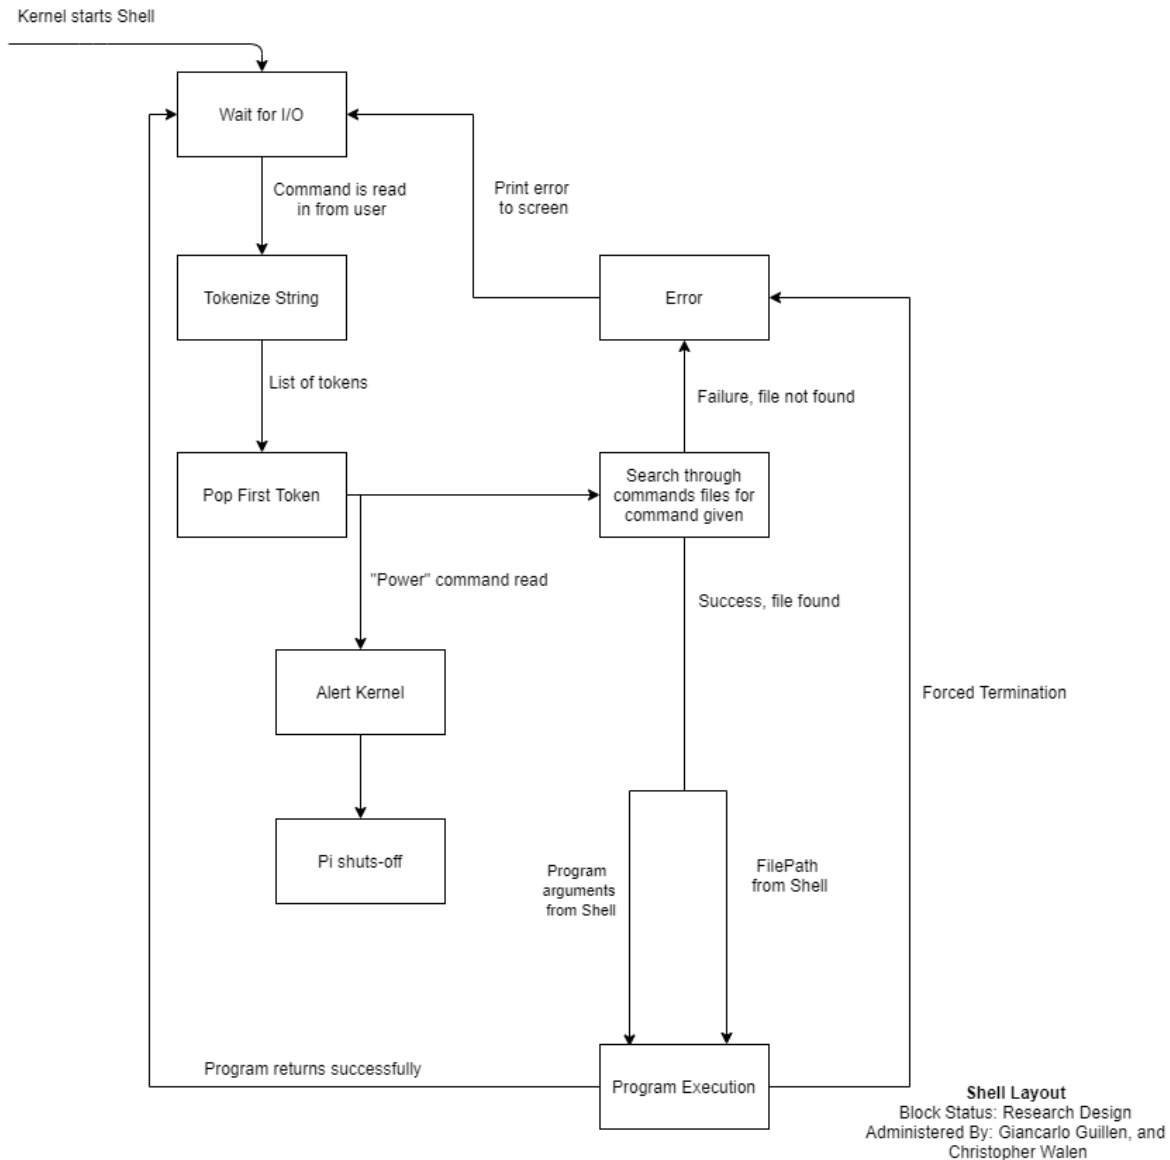 Kernel starts Shell
Wait for I/O
Command is read
in from user
Print error
to screen
Tokenize String
Error
List of tokens
Failure, file not found
Pop First Token
Search through
commands files for
command given
"Power" command read
Success, file found
Alert Kernel
Forced Termination
Pi shuts-off
Program
arguments
from Shell
FilePath
from Shell
Program returns successfully
Program Execution
Shell Layout
Block Status: Research Design
Administered By: Giancarlo Guillen, and
Christopher Walen